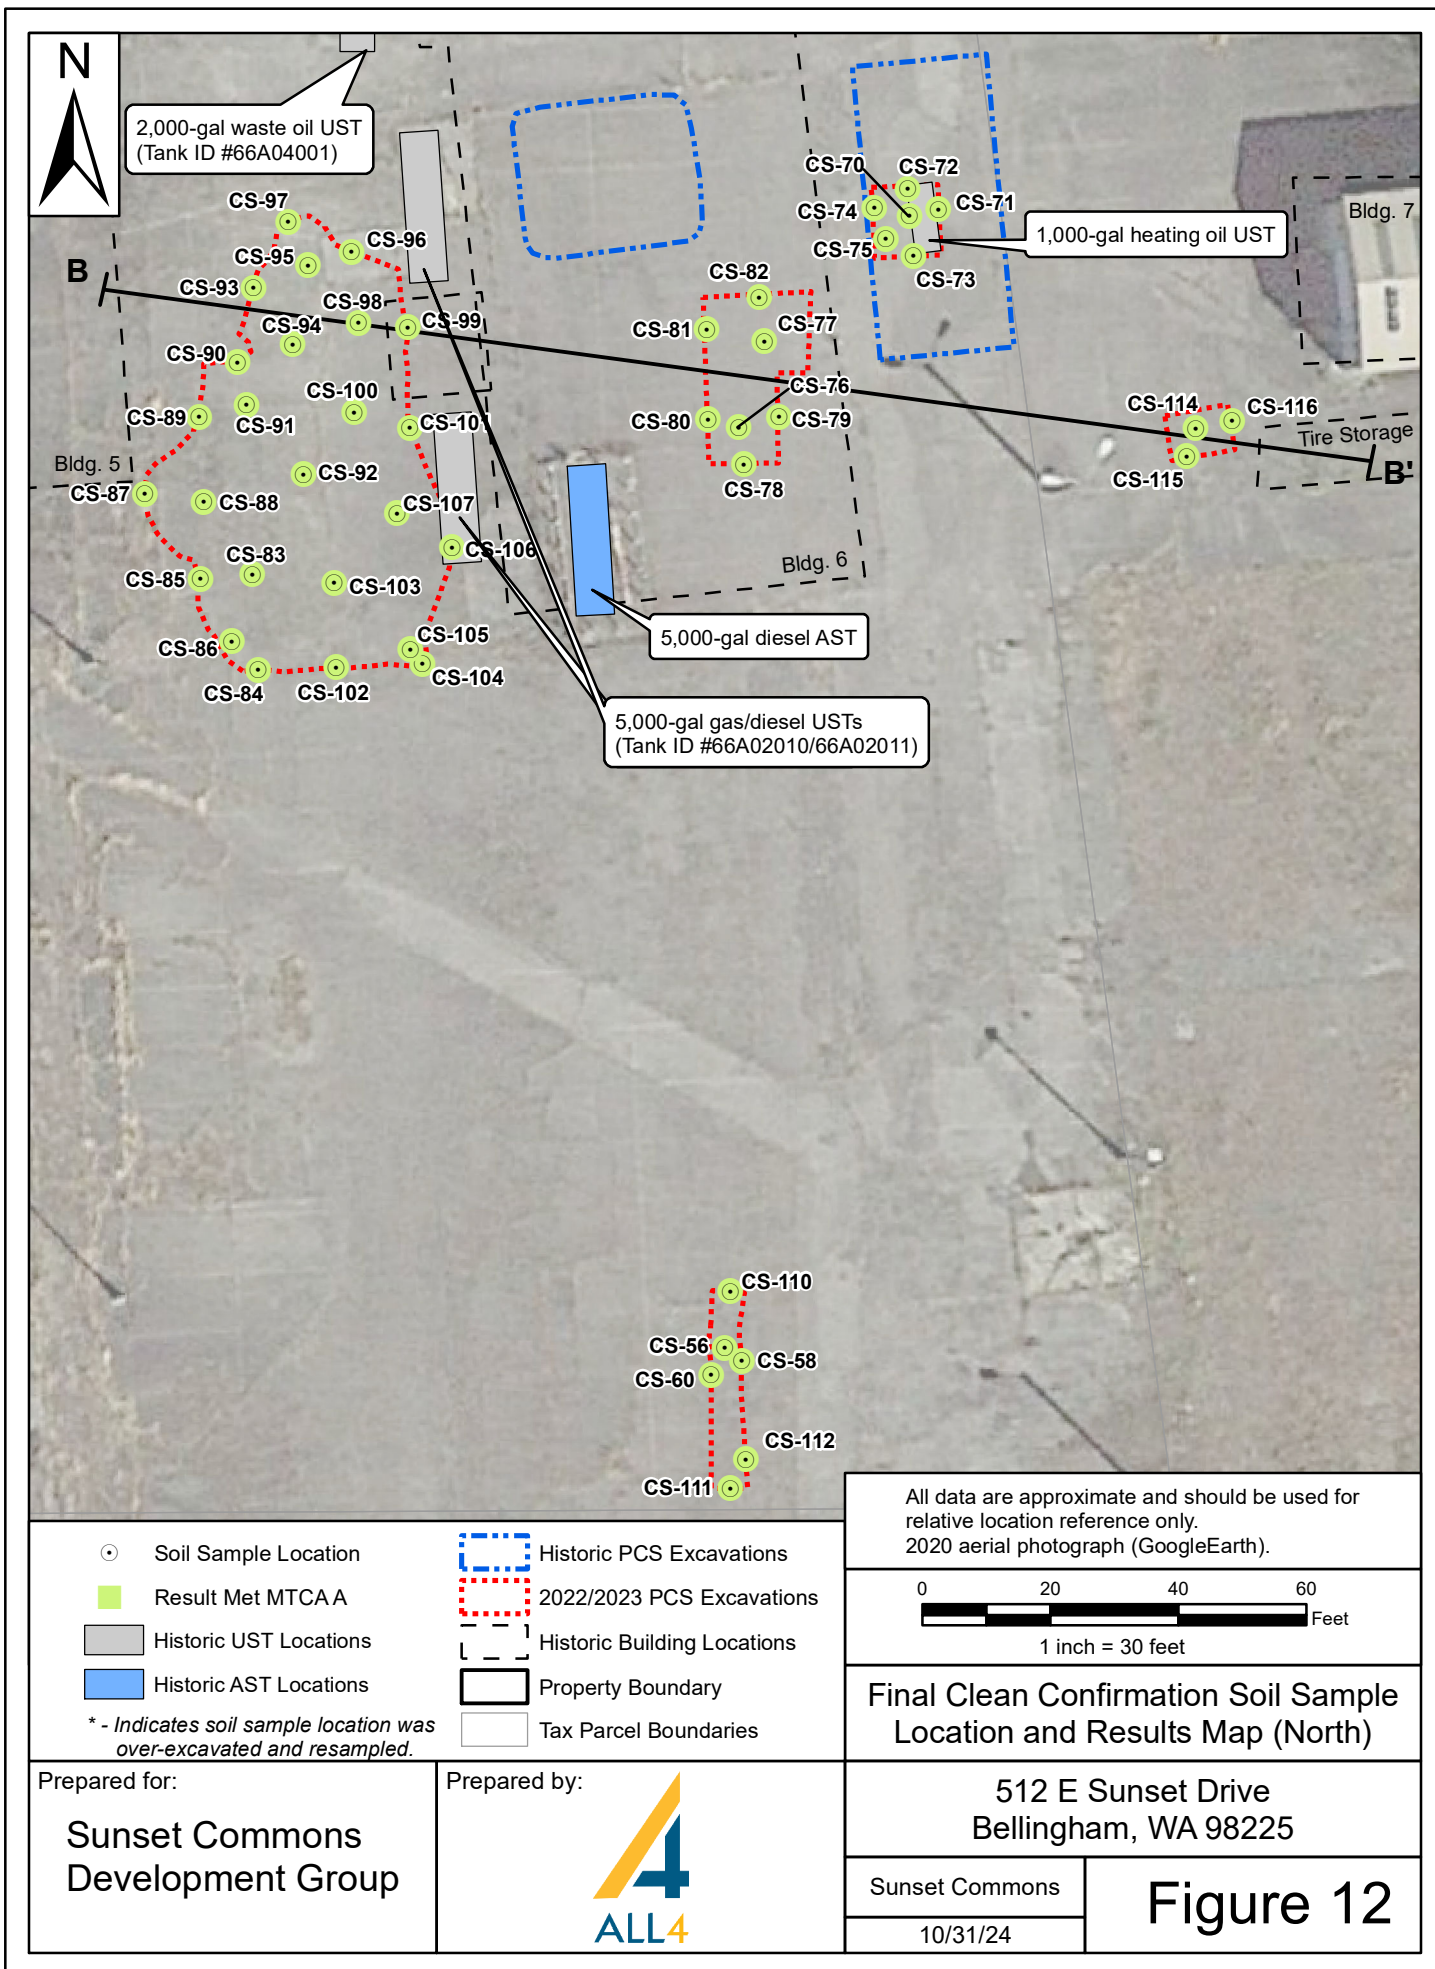 N
2,000-gal waste oil UST
(Tank ID #66A04001)
CS-97
CS-96
CS-95
B
CS-93
CS-98
CS-99
CS-94
CS-90
CS-100
CS-89
CS-91
CS-101
Bldg. 5
CS-92
CS-87
CS-88
CS-107
CS-106
CS-83
CS-85
CS-103
CS-86
CS-105
CS-84
CS-102
CS-104
CS-70
CS-72
CS-74
CS-71
CS-75
CS-73
1,000-gal heating oil UST
Bldg. 7
CS-82
CS-81
CS-77
CS-76
CS-80
CS-79
CS-78
CS-114
CS-116
CS-115
Tire Storage
B'
Bldg. 6
5,000-gal diesel AST
5,000-gal gas/diesel USTs
(Tank ID #66A02010/66A02011)
CS-110
CS-56
CS-58
CS-60
CS-112
CS-111
Soil Sample Location
Result Met MTCA A
Historic UST Locations
Historic AST Locations
* - Indicates soil sample location was
over-excavated and resampled.
Historic PCS Excavations
2022/2023 PCS Excavations
Historic Building Locations
Property Boundary
Tax Parcel Boundaries
All data are approximate and should be used for
relative location reference only.
2020 aerial photograph (GoogleEarth).
0 20 40 60
Feet
1 inch = 30 feet
Final Clean Confirmation Soil Sample
Location and Results Map (North)
Prepared for:
Sunset Commons
Development Group
Prepared by:
ALL4
512 E Sunset Drive
Bellingham, WA 98225
Sunset Commons
10/31/24
Figure 12